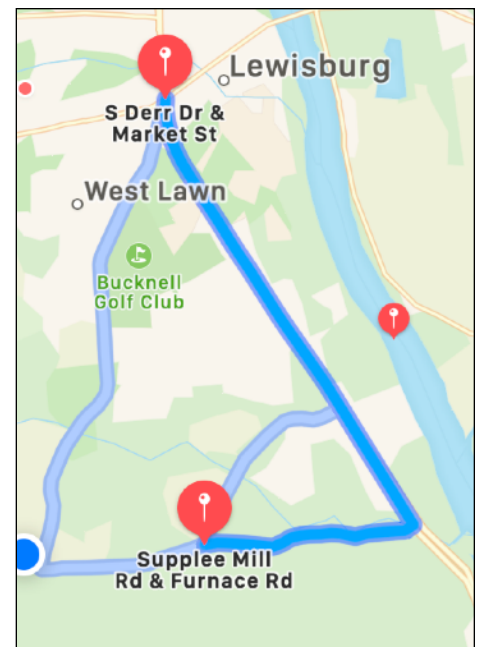 Lewisburg
S Derr Dr &
Market St
West Lawn
Bucknell
Golf Club
Supplee Mill
Rd & Furnace Rd